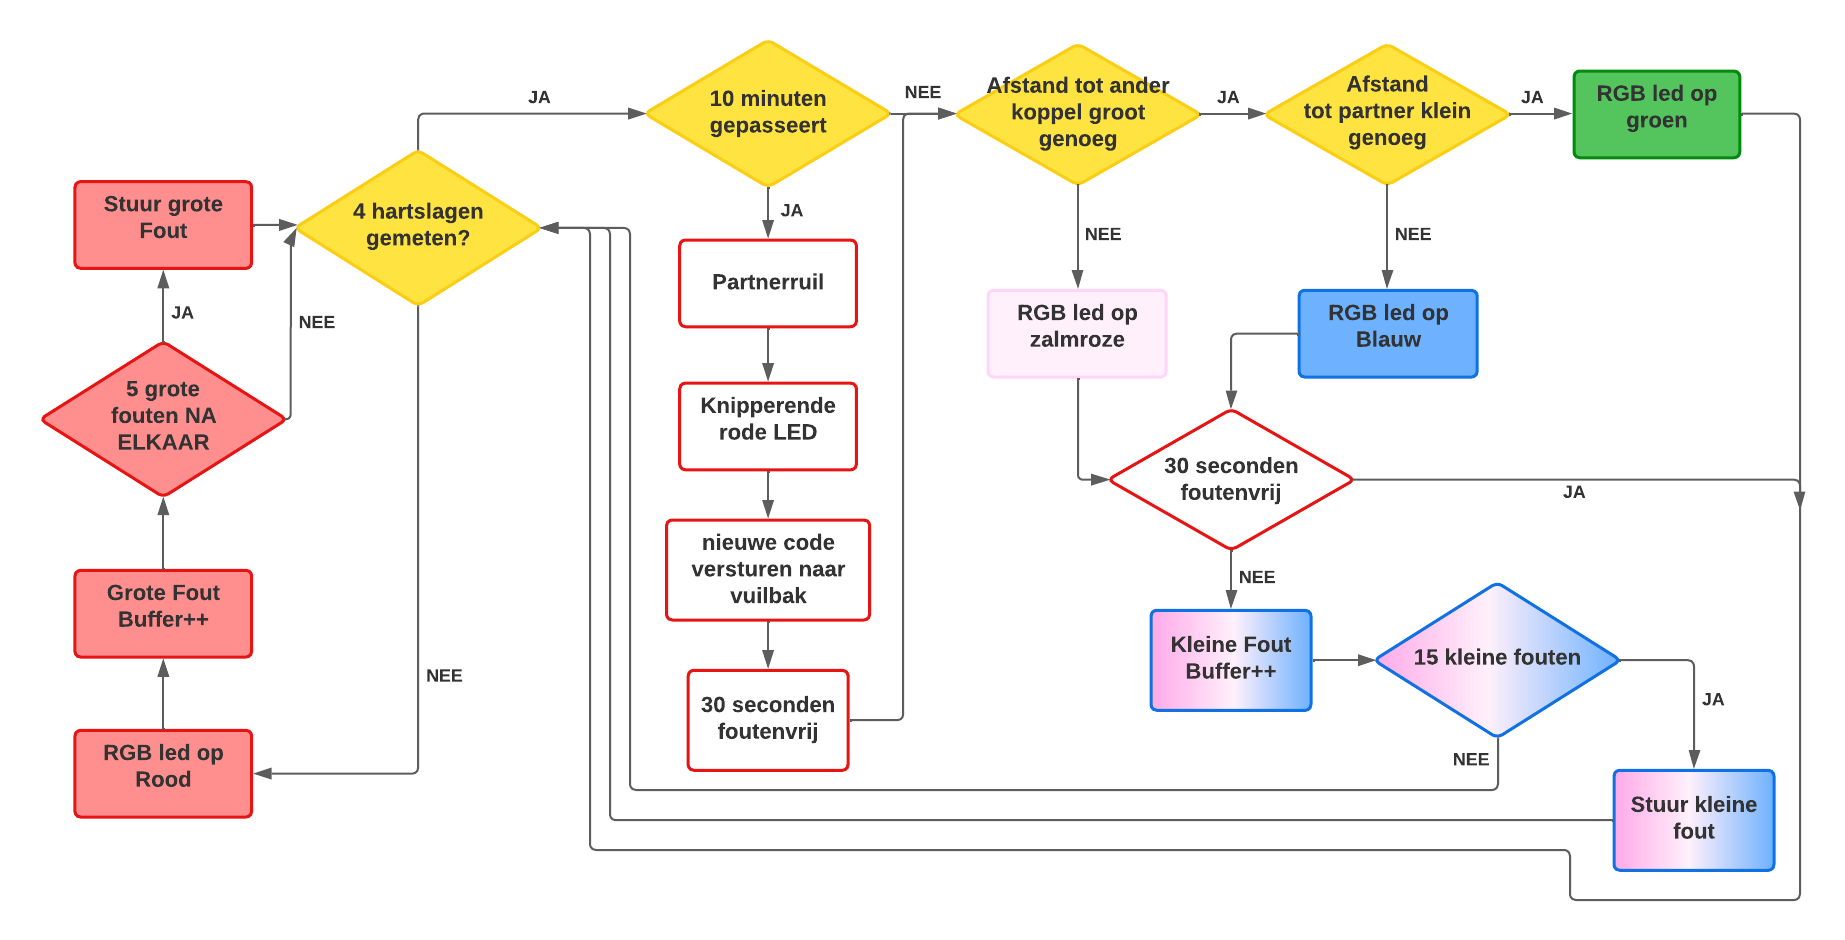 JA
10 minuten
gepasseert
NEE
Afstand tot ander
koppel groot
genoeg
JA
Afstand
tot partner klein
genoeg
JA
RGB led op
groen
Stuur grote
Fout
4 hartslagen
gemeten?
JA
NEE
NEE
Partnerruil
RGB led op
zalmroze
RGB led op
Blauw
JA
NEE
5 grote
fouten NA
ELKAAR
Knipperende
rode LED
30 seconden
foutenvrij
JA
nieuwe code
versturen naar
vuilbak
NEE
Grote Fout
Buffer++
Kleine Fout
Buffer++
15 kleine fouten
NEE
JA
30 seconden
foutenvrij
RGB led op
Rood
NEE
Stuur kleine
fout